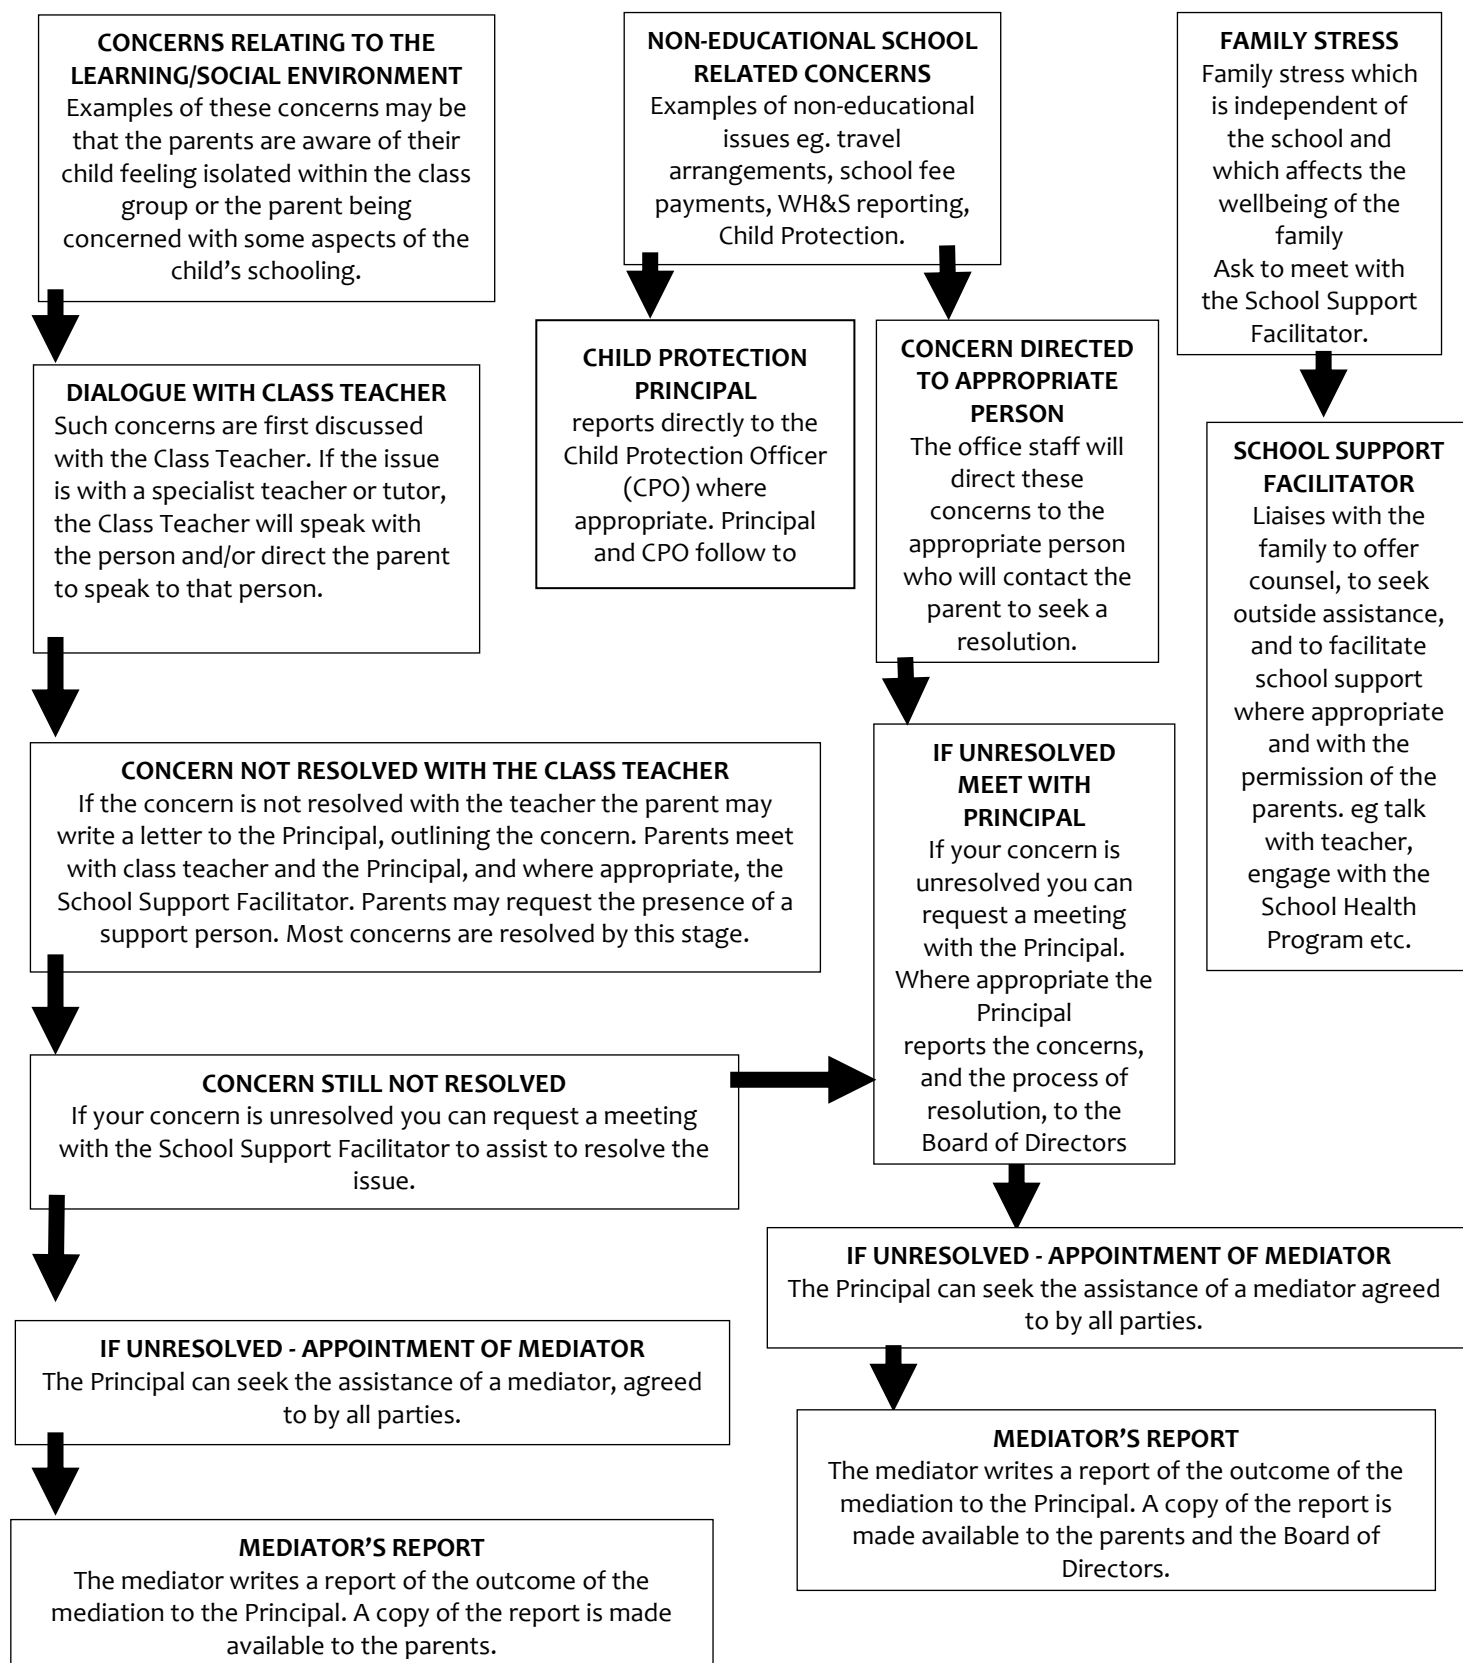 CONCERNS RELATING TO THE
LEARNING/SOCIAL ENVIRONMENT
Examples of these concerns may be
that the parents are aware of their
child feeling isolated within the class
group or the parent being
concerned with some aspects of the
child's schooling.
NON-EDUCATIONAL SCHOOL
RELATED CONCERNS
Examples of non-educational
issues eg. travel
arrangements, school fee
payments, WH&S reporting,
Child Protection.
FAMILY STRESS
Family stress which
is independent of
the school and
which affects the
wellbeing of the
family
Ask to meet with
the School Support
Facilitator.
DIALOGUE WITH CLASS TEACHER
Such concerns are first discussed
with the Class Teacher. If the issue
is with a specialist teacher or tutor,
the Class Teacher will speak with
the person and/or direct the parent
to speak to that person.
CHILD PROTECTION
PRINCIPAL
reports directly to the
Child Protection Officer
(CPO) where
appropriate. Principal
and CPO follow to
CONCERN DIRECTED
TO APPROPRIATE
PERSON
The office staff will
direct these
concerns to the
appropriate person
who will contact the
parent to seek a
resolution.
SCHOOL SUPPORT
FACILITATOR
Liaises with the
family to offer
counsel, to seek
outside assistance,
and to facilitate
school support
where appropriate
and with the
permission of the
parents. eg talk
with teacher,
engage with the
School Health
Program etc.
CONCERN NOT RESOLVED WITH THE CLASS TEACHER
If the concern is not resolved with the teacher the parent may
write a letter to the Principal, outlining the concern. Parents meet
with class teacher and the Principal, and where appropriate, the
School Support Facilitator. Parents may request the presence of a
support person. Most concerns are resolved by this stage.
IF UNRESOLVED
MEET WITH
PRINCIPAL
If your concern is
unresolved you can
request a meeting
with the Principal.
Where appropriate the
Principal
reports the concerns,
and the process of
resolution, to the
Board of Directors
CONCERN STILL NOT RESOLVED
If your concern is unresolved you can request a meeting
with the School Support Facilitator to assist to resolve the
issue.
IF UNRESOLVED - APPOINTMENT OF MEDIATOR
The Principal can seek the assistance of a mediator agreed
to by all parties.
IF UNRESOLVED - APPOINTMENT OF MEDIATOR
The Principal can seek the assistance of a mediator, agreed
to by all parties.
MEDIATOR'S REPORT
The mediator writes a report of the outcome of the
mediation to the Principal. A copy of the report is
made available to the parents and the Board of
Directors.
MEDIATOR'S REPORT
The mediator writes a report of the outcome of the
mediation to the Principal. A copy of the report is made
available to the parents.